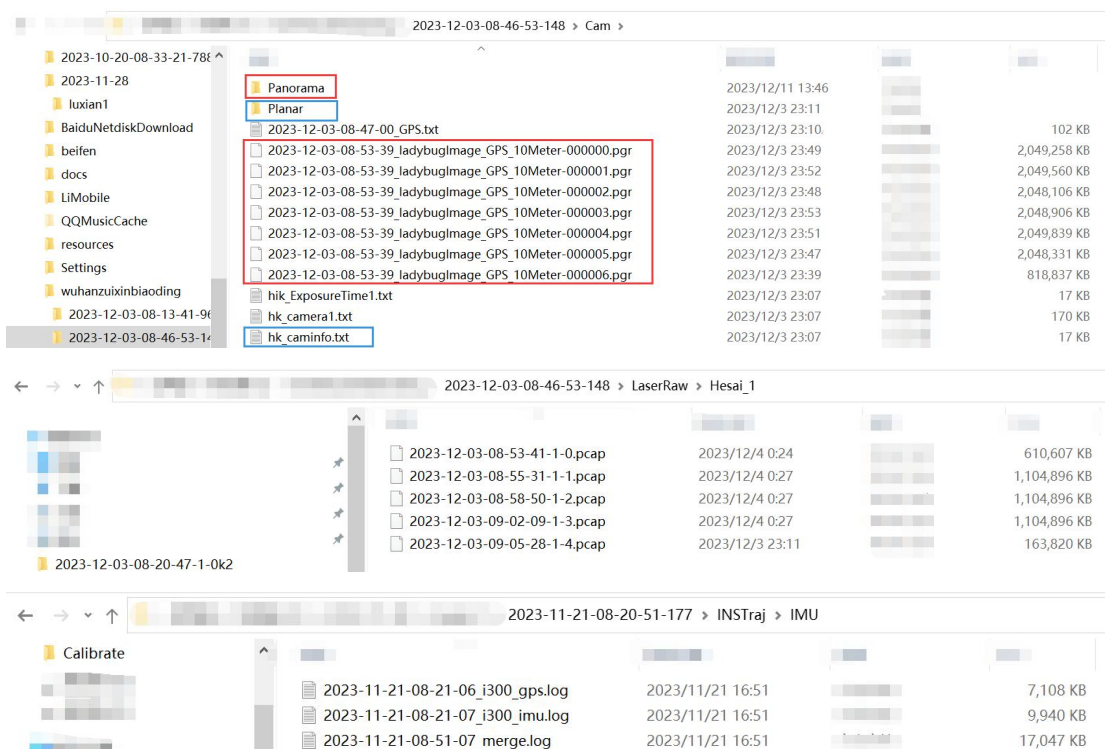 2023-12-03-08-46-53-148 > Cam >
2023-10-20-08-33-21-788
2023-11-28
luxian1
BaiduNetdiskDownload
beifen
docs
LiMobile
QQMusicCache
resources
Settings
wuhanzuixinbiaoding
2023-12-03-08-13-41-96
2023-12-03-08-46-53-14
Panorama 2023/12/11 13:46
Planar 2023/12/3 23:11
2023-12-03-08-47-00_GPS.txt 2023/12/3 23:10 102 KB
2023-12-03-08-53-39_ladybugImage_GPS_10Meter-000000.pgr 2023/12/3 23:49 2,049,258 KB
2023-12-03-08-53-39_ladybugImage_GPS_10Meter-000001.pgr 2023/12/3 23:52 2,049,560 KB
2023-12-03-08-53-39_ladybugImage_GPS_10Meter-000002.pgr 2023/12/3 23:48 2,048,106 KB
2023-12-03-08-53-39_ladybugImage_GPS_10Meter-000003.pgr 2023/12/3 23:53 2,048,906 KB
2023-12-03-08-53-39_ladybugImage_GPS_10Meter-000004.pgr 2023/12/3 23:51 2,049,839 KB
2023-12-03-08-53-39_ladybugImage_GPS_10Meter-000005.pgr 2023/12/3 23:47 2,048,331 KB
2023-12-03-08-53-39_ladybugImage_GPS_10Meter-000006.pgr 2023/12/3 23:39 818,837 KB
hik_ExposureTime1.txt 2023/12/3 23:07 17 KB
hk_camera1.txt 2023/12/3 23:07 170 KB
hk_caminfo.txt 2023/12/3 23:07 17 KB
2023-12-03-08-46-53-148 > LaserRaw > Hesai_1
2023-12-03-08-53-41-1-0.pcap 2023/12/4 0:24 610,607 KB
2023-12-03-08-55-31-1-1.pcap 2023/12/4 0:27 1,104,896 KB
2023-12-03-08-58-50-1-2.pcap 2023/12/4 0:27 1,104,896 KB
2023-12-03-09-02-09-1-3.pcap 2023/12/4 0:27 1,104,896 KB
2023-12-03-09-05-28-1-4.pcap 2023/12/3 23:11 163,820 KB
2023-12-03-08-20-47-1-0k2
2023-11-21-08-20-51-177 > INSTraj > IMU
Calibrate
2023-11-21-08-21-06_i300_gps.log 2023/11/21 16:51 7,108 KB
2023-11-21-08-21-07_i300_imu.log 2023/11/21 16:51 9,940 KB
2023-11-21-08-51-07_merge.log 2023/11/21 16:51 17,047 KB